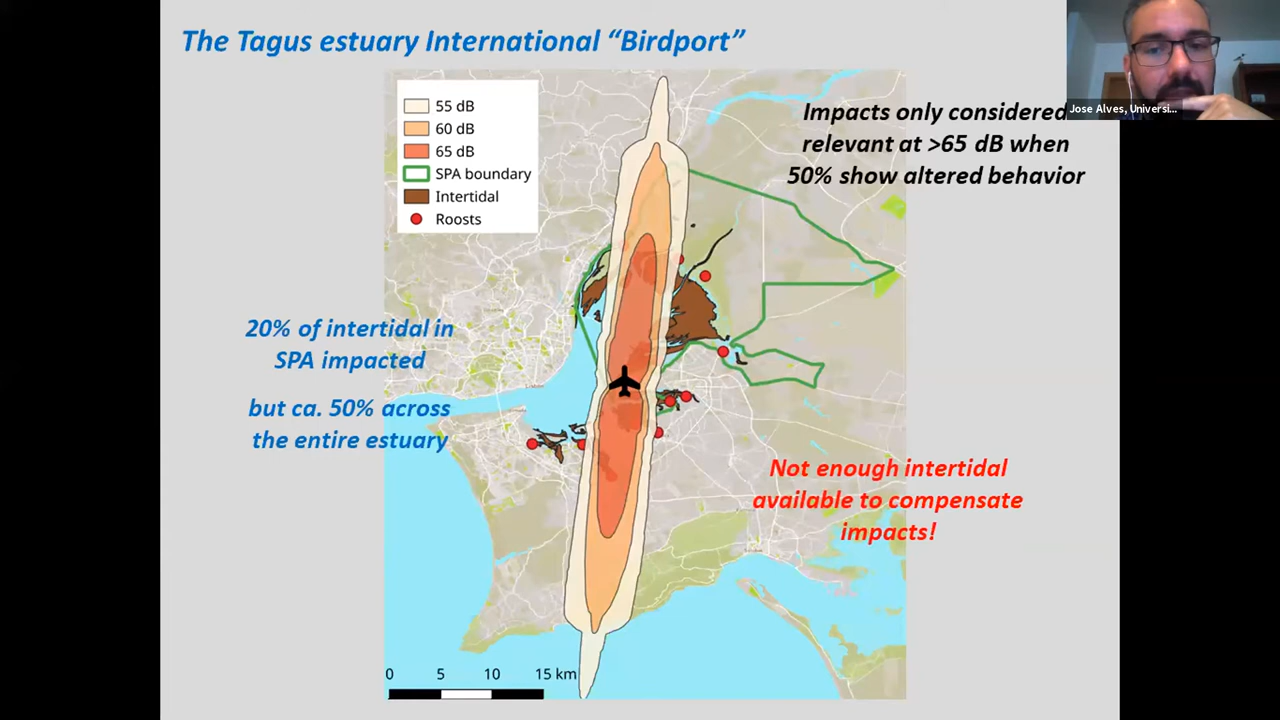 The Tagus estuary International “Birdport”
Jose Alves, Universi...
55 dB
60 dB
65 dB
SPA boundary
Intertidal
Roosts
Impacts only considered
relevant at >65 dB when
50% show altered behavior
20% of intertidal in
SPA impacted
but ca. 50% across
the entire estuary
Not enough intertidal
available to compensate
impacts!
0 5 10 15 km